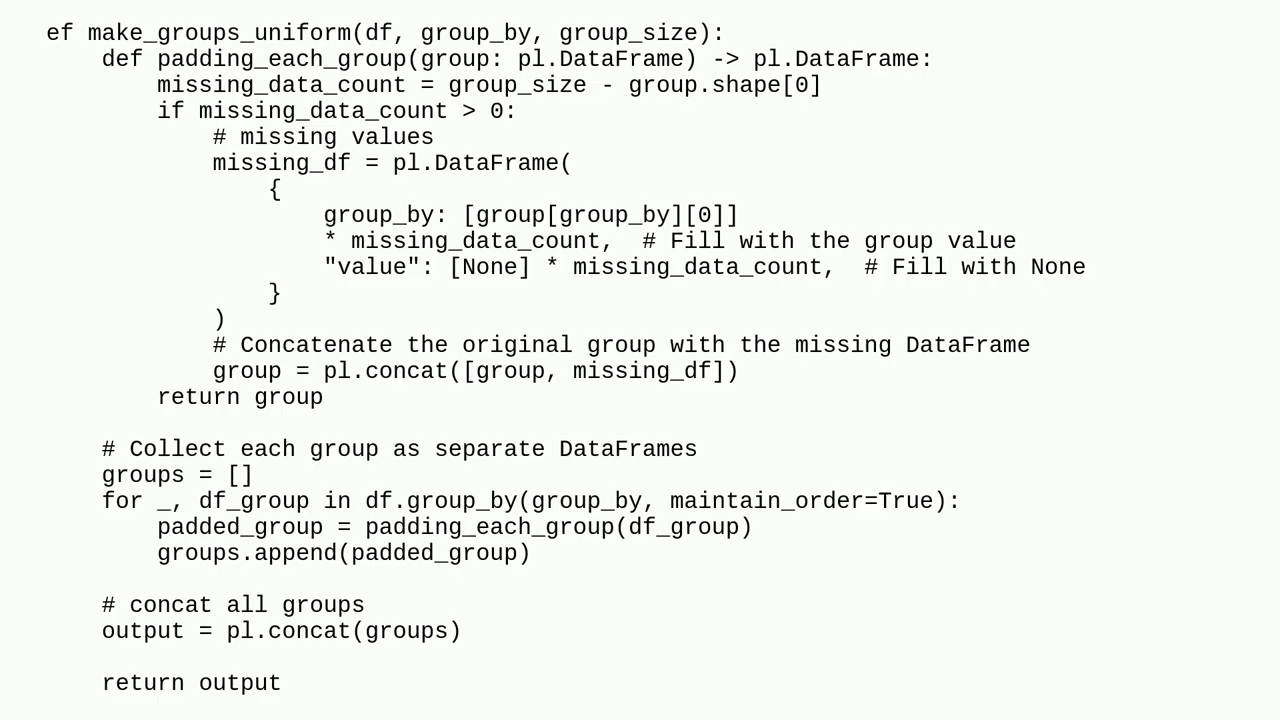 ef make_groups_uniform(df, group_by, group_size):
    def padding_each_group(group: pl.DataFrame) -> pl.DataFrame:
        missing_data_count = group_size - group.shape[0]
        if missing_data_count > 0:
            # missing values
            missing_df = pl.DataFrame(
                {
                    group_by: [group[group_by][0]]
                    * missing_data_count,  # Fill with the group value
                    "value": [None] * missing_data_count,  # Fill with None
                }
            )
            # Concatenate the original group with the missing DataFrame
            group = pl.concat([group, missing_df])
        return group

    # Collect each group as separate DataFrames
    groups = []
    for _, df_group in df.group_by(group_by, maintain_order=True):
        padded_group = padding_each_group(df_group)
        groups.append(padded_group)

    # concat all groups
    output = pl.concat(groups)

    return output